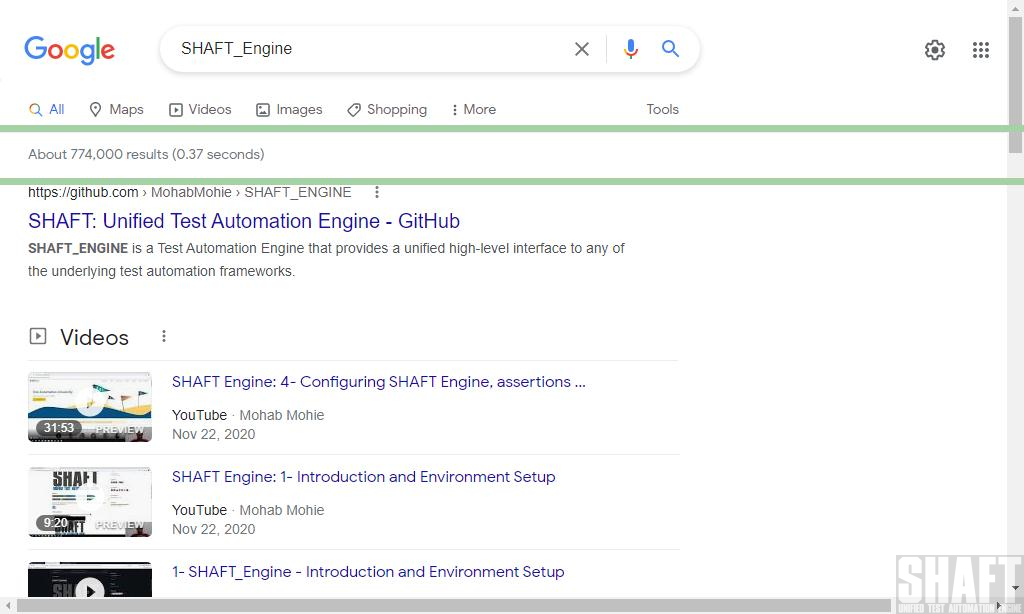 Google
SHAFT_Engine
All Maps Videos Images Shopping More Tools
About 774,000 results (0.37 seconds)
https://github.com › MohabMohie › SHAFT_ENGINE
SHAFT: Unified Test Automation Engine - GitHub
SHAFT_ENGINE is a Test Automation Engine that provides a unified high-level interface to any of
the underlying test automation frameworks.
Videos
SHAFT Engine: 4- Configuring SHAFT Engine, assertions ...
YouTube · Mohab Mohie
31:53 PREVIEW
Nov 22, 2020
SHAFT Engine: 1- Introduction and Environment Setup
SHAFT
YouTube · Mohab Mohie
9:20 PREVIEW
Nov 22, 2020
1- SHAFT_Engine - Introduction and Environment Setup
SHAFT
UNIFIED TEST AUTOMATION